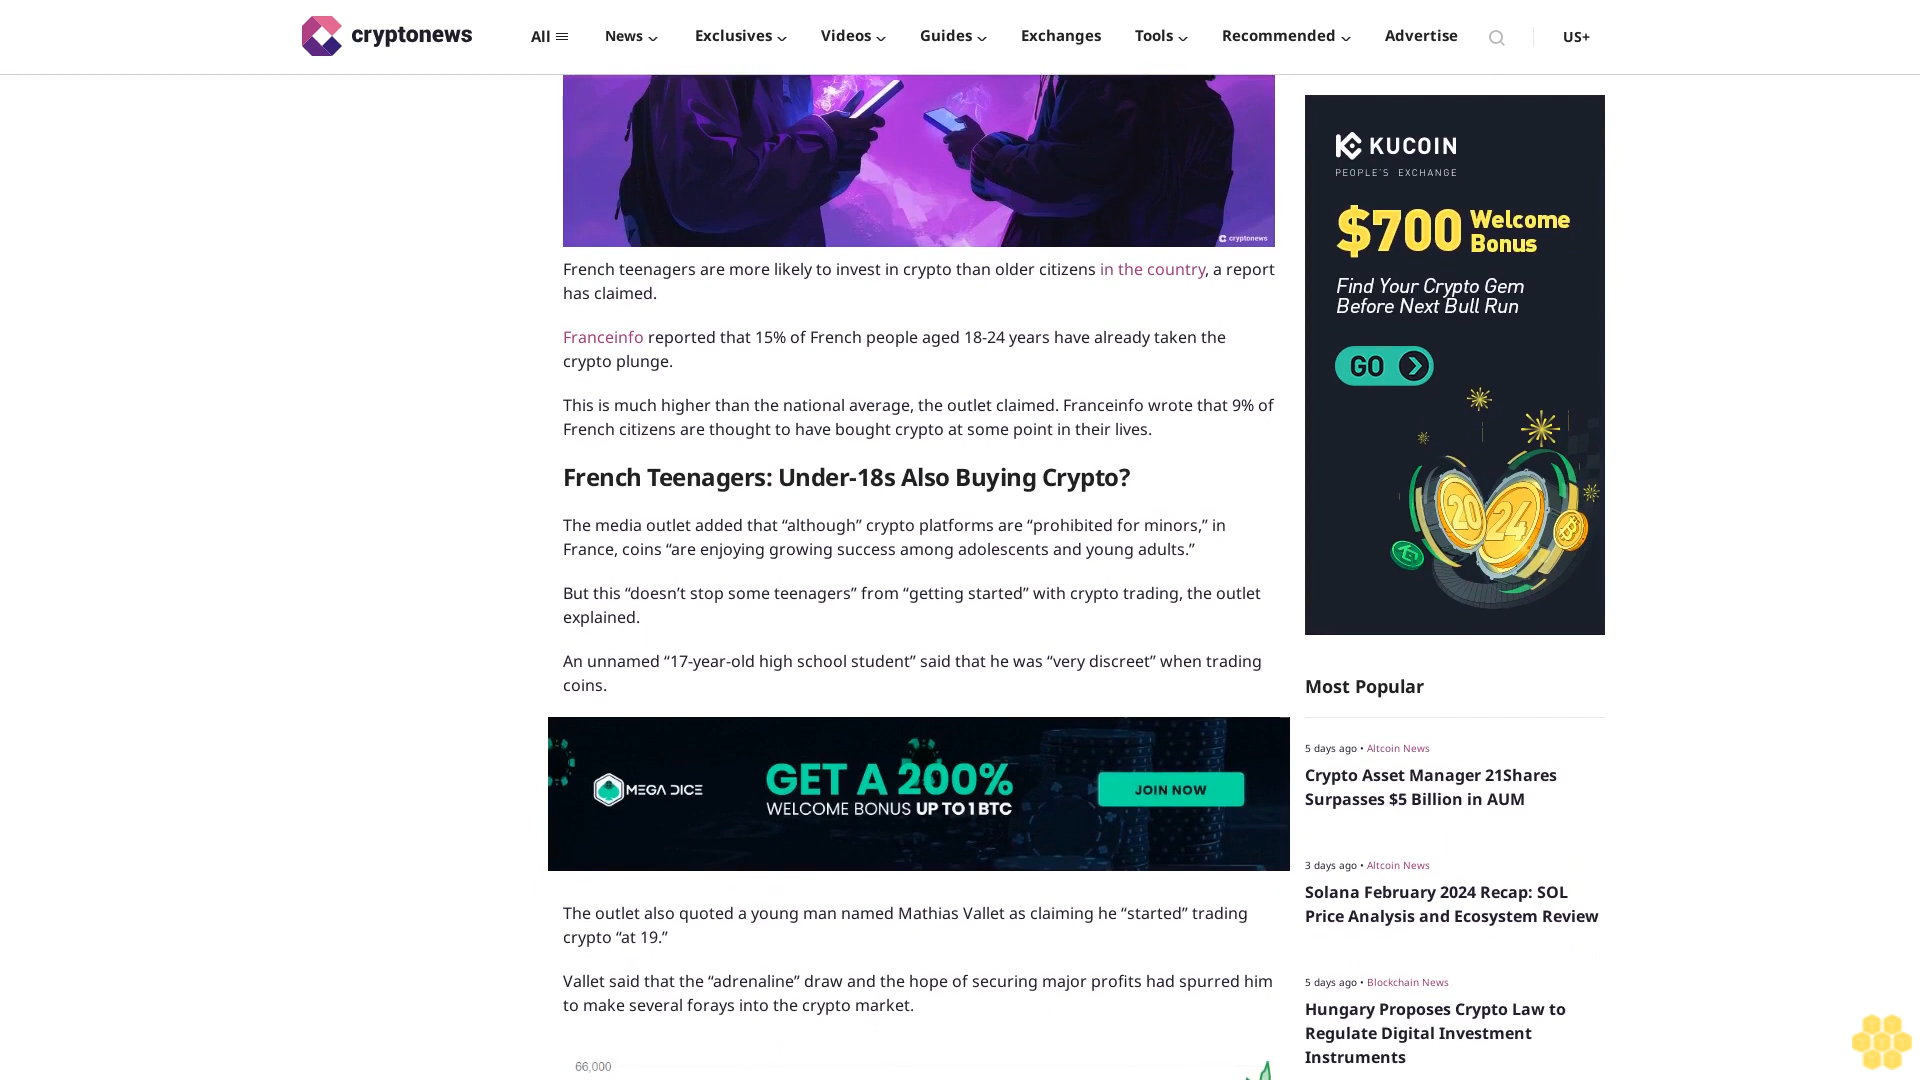 cryptonews
All
News
Exclusives
Videos
Guides
Exchanges
Tools
Recommended
Advertise
US+
cryptonews
French teenagers are more likely to invest in crypto than older citizens in the country, a report
has claimed.
Franceinfo reported that 15% of French people aged 18-24 years have already taken the
crypto plunge.
This is much higher than the national average, the outlet claimed. Franceinfo wrote that 9% of
French citizens are thought to have bought crypto at some point in their lives.
French Teenagers: Under-18s Also Buying Crypto?
The media outlet added that “although” crypto platforms are “prohibited for minors,” in
France, coins “are enjoying growing success among adolescents and young adults.”
But this “doesn’t stop some teenagers” from “getting started” with crypto trading, the outlet
explained.
An unnamed “17-year-old high school student” said that he was “very discreet” when trading
coins.
MEGA DICE
GET A 200%
WELCOME BONUS UP TO 1 BTC
JOIN NOW
The outlet also quoted a young man named Mathias Vallet as claiming he “started” trading
crypto “at 19.”
Vallet said that the “adrenaline” draw and the hope of securing major profits had spurred him
to make several forays into the crypto market.
66,000
KUCOIN
PEOPLE'S EXCHANGE
$700 Welcome
Bonus
Find Your Crypto Gem
Before Next Bull Run
GO
20
24
Most Popular
5 days ago • Altcoin News
Crypto Asset Manager 21Shares
Surpasses $5 Billion in AUM
3 days ago • Altcoin News
Solana February 2024 Recap: SOL
Price Analysis and Ecosystem Review
5 days ago • Blockchain News
Hungary Proposes Crypto Law to
Regulate Digital Investment
Instruments